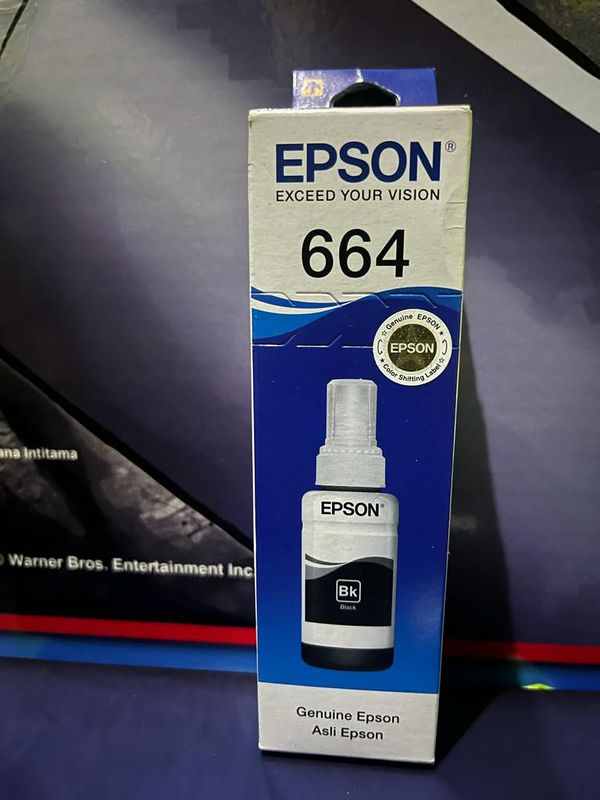 EPSON®
EXCEED YOUR VISION
664
Genuine EPSON
EPSON
Color Shifting Label
EPSON®
Bk
Black
Genuine Epson
Asli Epson
ana Intitama
Warner Bros. Entertainment Inc